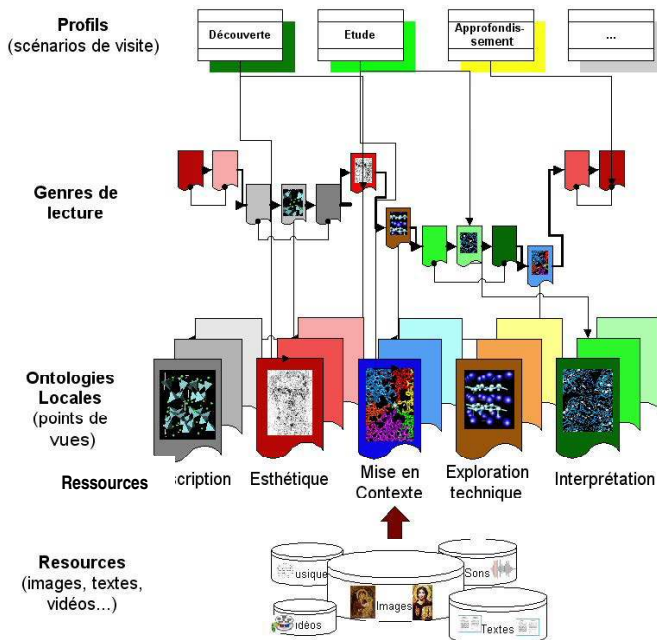 Profils
(scénarios de visite)
Découverte
Etude
Approfondis-
sement
...
Genres de
lecture
Ontologies
Locales
(points de
vues)
Ressources
scription
Esthétique
Mise en
Contexte
Exploration
technique
Interprétation
Resources
(images, textes,
vidéos...)
usique
Sons
Images
idéos
Textes